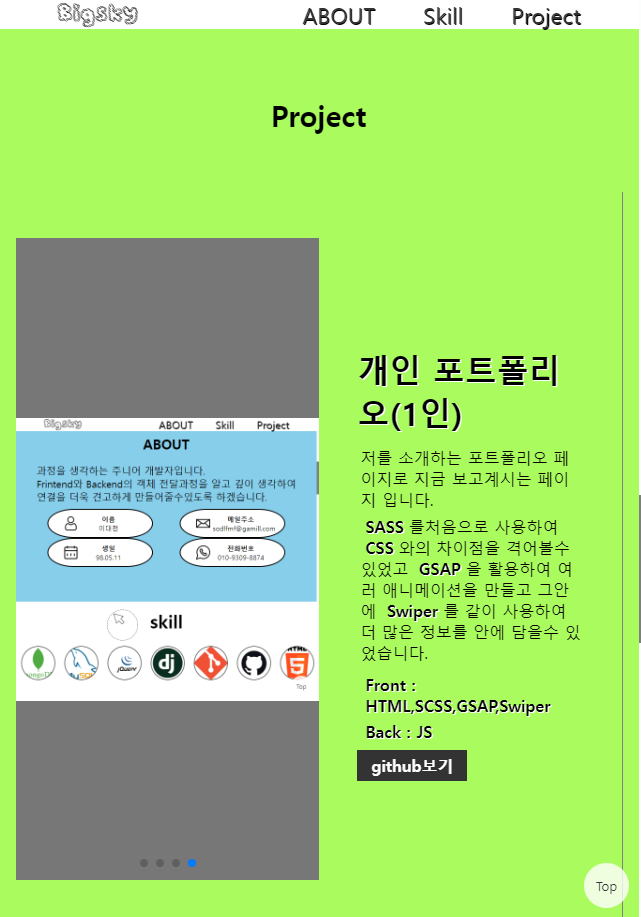 Bigsky ABOUT Skill Project
Project
Bigsky ABOUT Skill Project
ABOUT
과정을 생각하는 주니어 개발자입니다.
Frintend와 Backend의 객체 전달과정을 알고 깊이 생각하여
연결을 더욱 견고하게 만들어줄수있도록 하겠습니다.
이름 메일주소
이대현 sodlfmf@gamill.com
생일 전화번호
98.05.11 010-9309-8874
skill
jQuery dj HTML
Top
개인 포트폴리
오(1인)
저를 소개하는 포트폴리오 페
이지로 지금 보고계시는 페이
지 입니다.
SASS 를처음으로 사용하여
CSS 와의 차이점을 격어볼수
있었고 GSAP 을 활용하여 여
러 애니메이션을 만들고 그안
에 Swiper 를 같이 사용하여
더 많은 정보를 안에 담을수 있
었습니다.
Front :
HTML,SCSS,GSAP,Swiper
Back : JS
github보기
Top